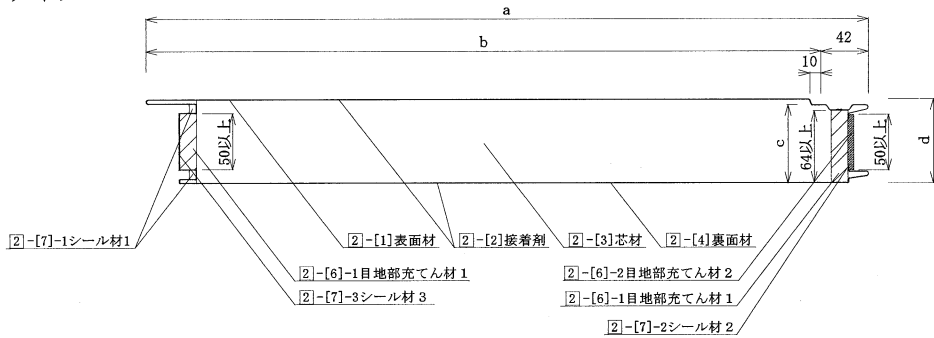 a
b
42
10
50以上
c
64以上
50以上
d
2-[7]-1シール材1
2-[1]表面材
2-[2]接着剤
2-[3]芯材
2-[4]裏面材
2-[6]-1目地部充てん材1
2-[6]-2目地部充てん材2
2-[7]-3シール材3
2-[6]-1目地部充てん材1
2-[7]-2シール材2